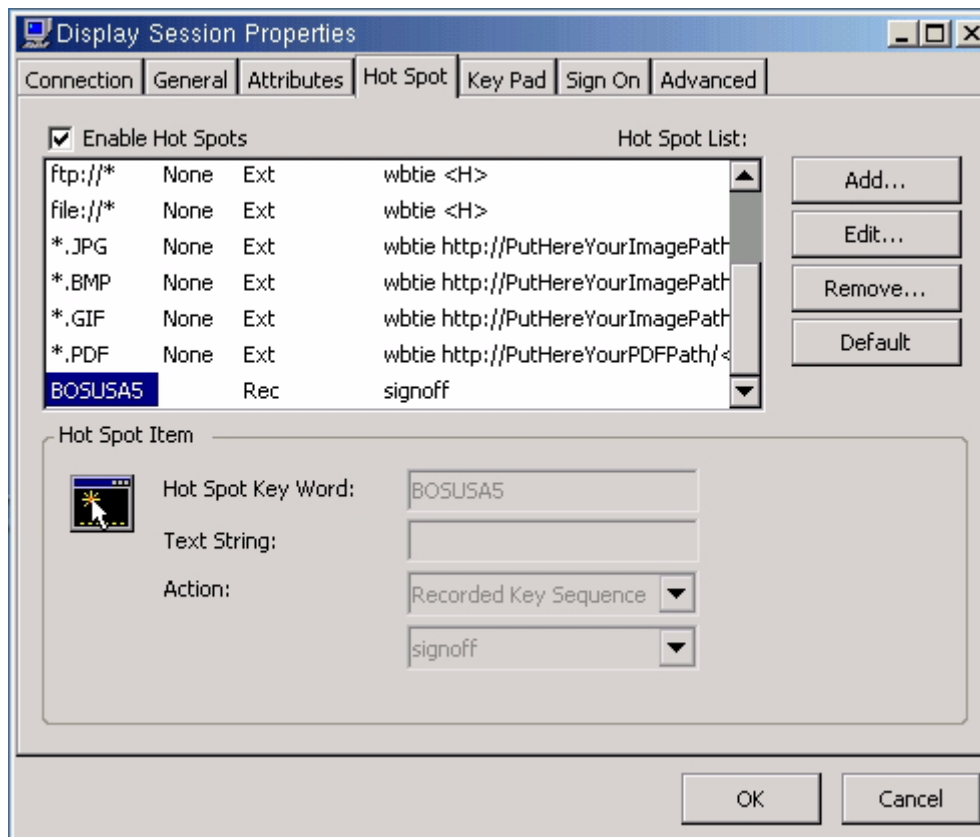 Display Session Properties
Connection General Attributes Hot Spot Key Pad Sign On Advanced
Enable Hot Spots Hot Spot List:
ftp://* None Ext wbtie <H>
file://* None Ext wbtie <H>
*.JPG None Ext wbtie http://PutHereYourImagePath
*.BMP None Ext wbtie http://PutHereYourImagePath
*.GIF None Ext wbtie http://PutHereYourImagePath
*.PDF None Ext wbtie http://PutHereYourPDFPath/<
BOSUSA5 Rec signoff
Add...
Edit...
Remove...
Default
Hot Spot Item
Hot Spot Key Word: BOSUSA5
Text String:
Action: Recorded Key Sequence
signoff
OK Cancel